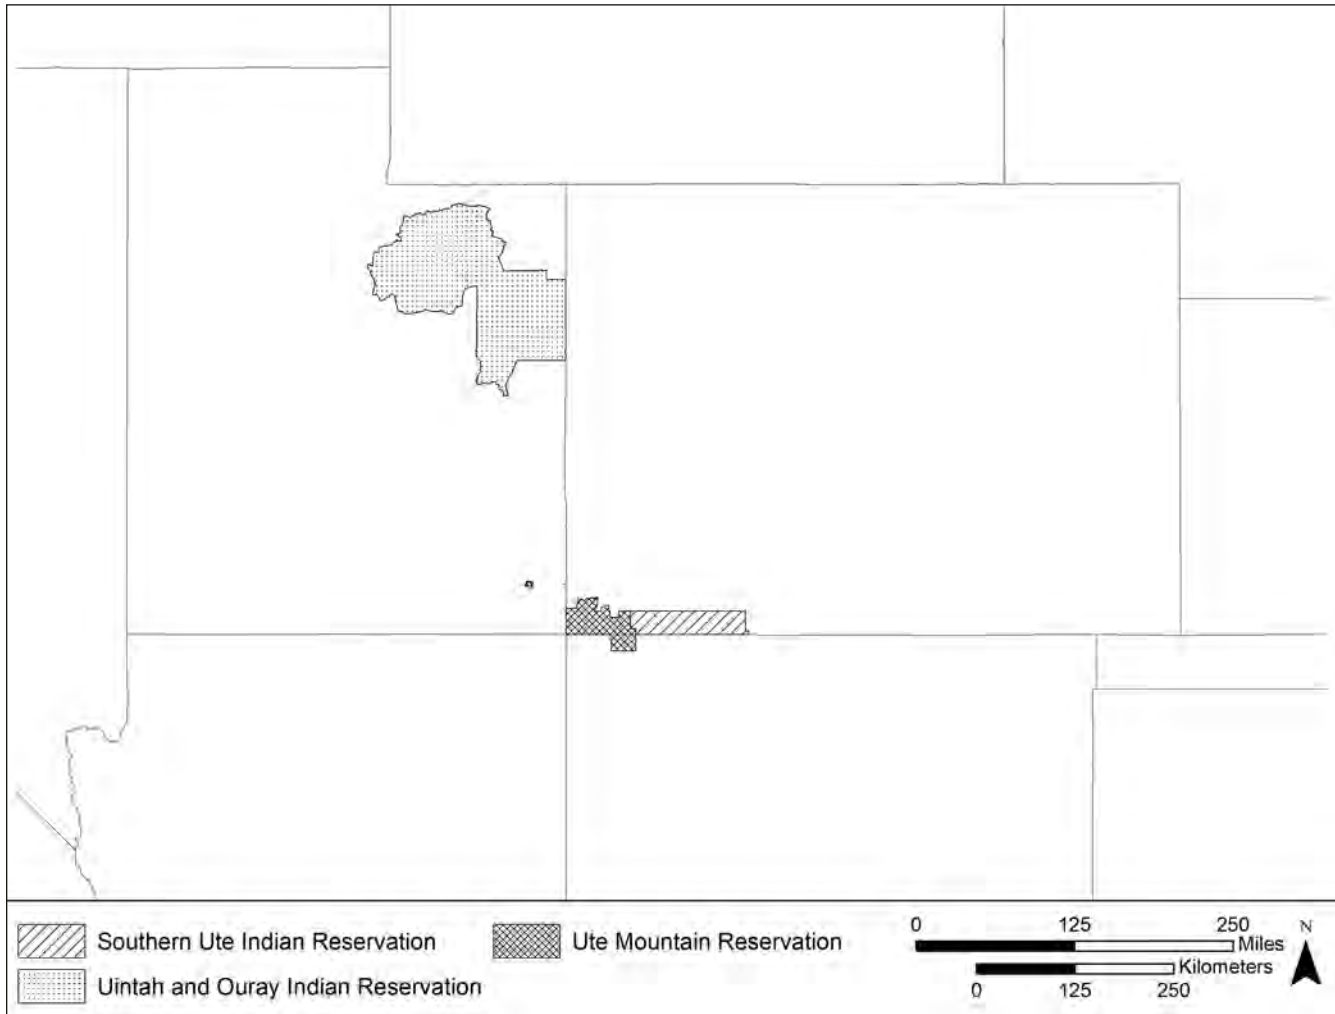 Southern Ute Indian Reservation
Ute Mountain Reservation
Uintah and Ouray Indian Reservation
0 125 250
Miles
Kilometers
0 125 250
N